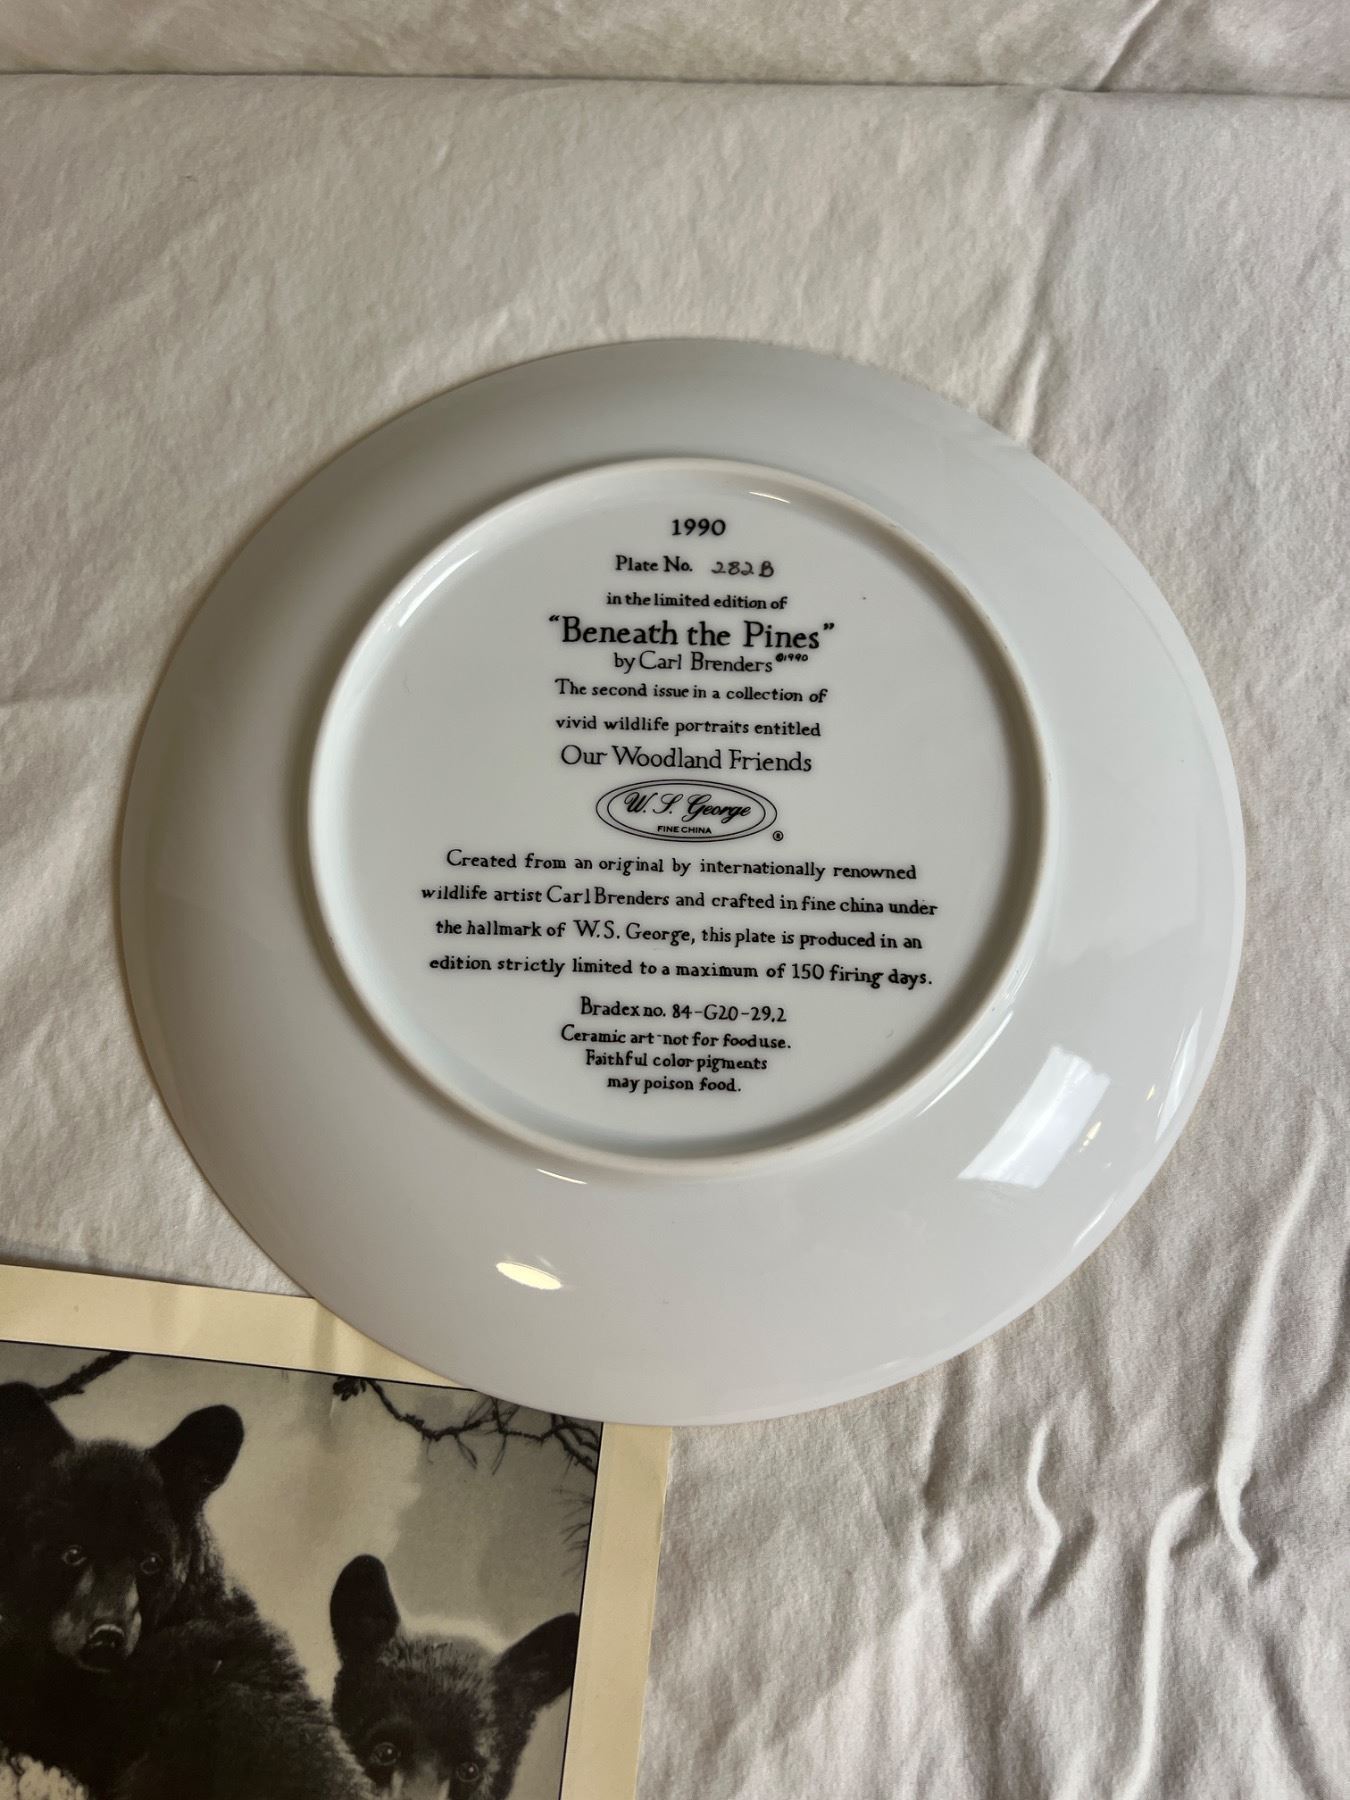 1990
Plate No. 282B
in the limited edition of
"Beneath the Pines"
by Carl Brenders ©1990
The second issue in a collection of
vivid wildlife portraits entitled
Our Woodland Friends
W. S. George
FINE CHINA ®
Created from an original by internationally renowned
wildlife artist Carl Brenders and crafted in fine china under
the hallmark of W.S. George, this plate is produced in an
edition strictly limited to a maximum of 150 firing days.
Bradex no. 84-G20-29.2
Ceramic art-not for food use.
Faithful color pigments
may poison food.